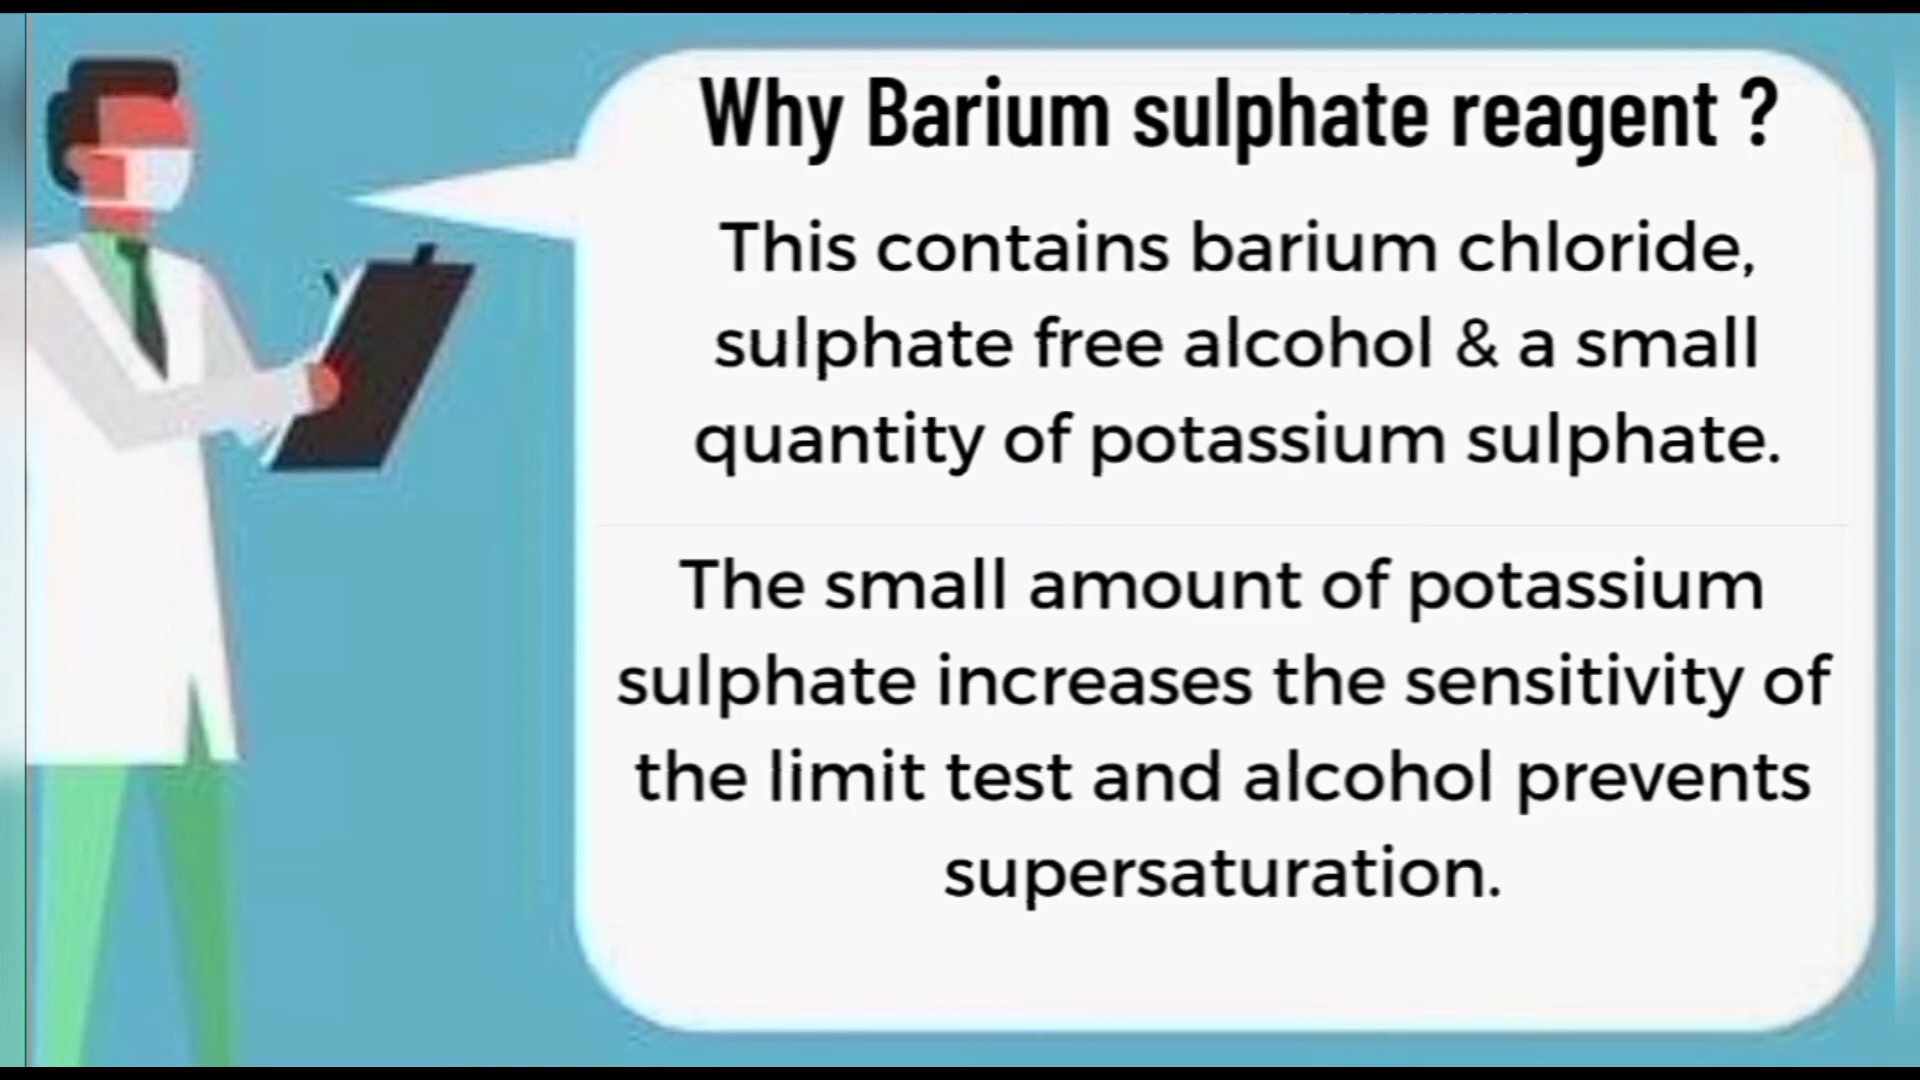 Why Barium sulphate reagent ?
This contains barium chloride,
sulphate free alcohol & a small
quantity of potassium sulphate.
The small amount of potassium
sulphate increases the sensitivity of
the limit test and alcohol prevents
supersaturation.